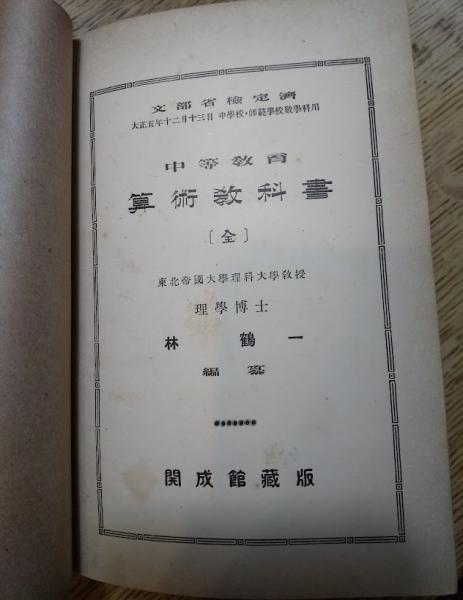 文部省檢定濟
大正五年十二月十三日 中學校・師範學校數學科用
中等教育
算術敎科書
〔全〕
東北帝國大學理科大學敎授
理學博士
林 鶴一
編纂
開成館藏版